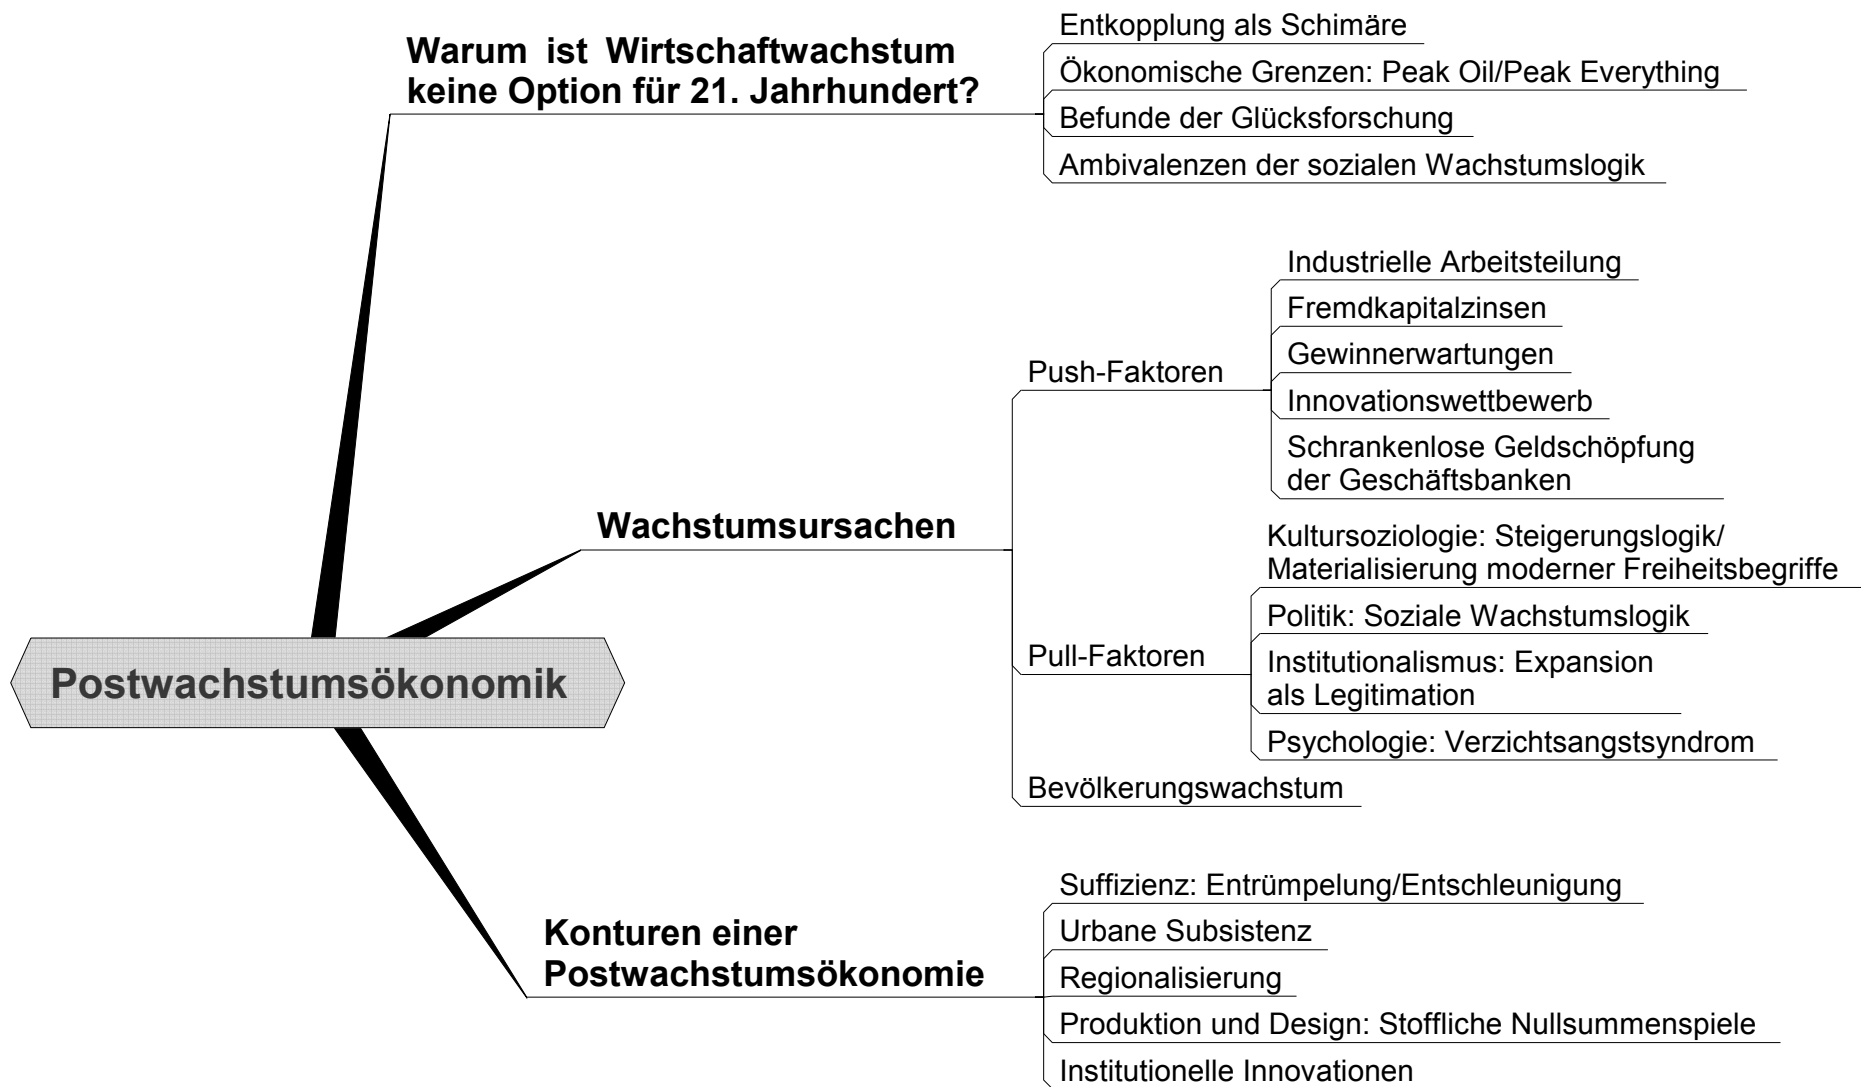 Warum ist Wirtschaftwachstum
keine Option für 21. Jahrhundert?
Entkopplung als Schimäre
Ökonomische Grenzen: Peak Oil/Peak Everything
Befunde der Glücksforschung
Ambivalenzen der sozialen Wachstumslogik
Postwachstumsökonomik
Wachstumsursachen
Push-Faktoren
Industrielle Arbeitsteilung
Fremdkapitalzinsen
Gewinnerwartungen
Innovationswettbewerb
Schrankenlose Geldschöpfung
der Geschäftsbanken
Pull-Faktoren
Kultursoziologie: Steigerungslogik/
Materialisierung moderner Freiheitsbegriffe
Politik: Soziale Wachstumslogik
Institutionalismus: Expansion
als Legitimation
Psychologie: Verzichtsangstsyndrom
Bevölkerungswachstum
Konturen einer
Postwachstumsökonomie
Suffizienz: Entrümpelung/Entschleunigung
Urbane Subsistenz
Regionalisierung
Produktion und Design: Stoffliche Nullsummenspiele
Institutionelle Innovationen